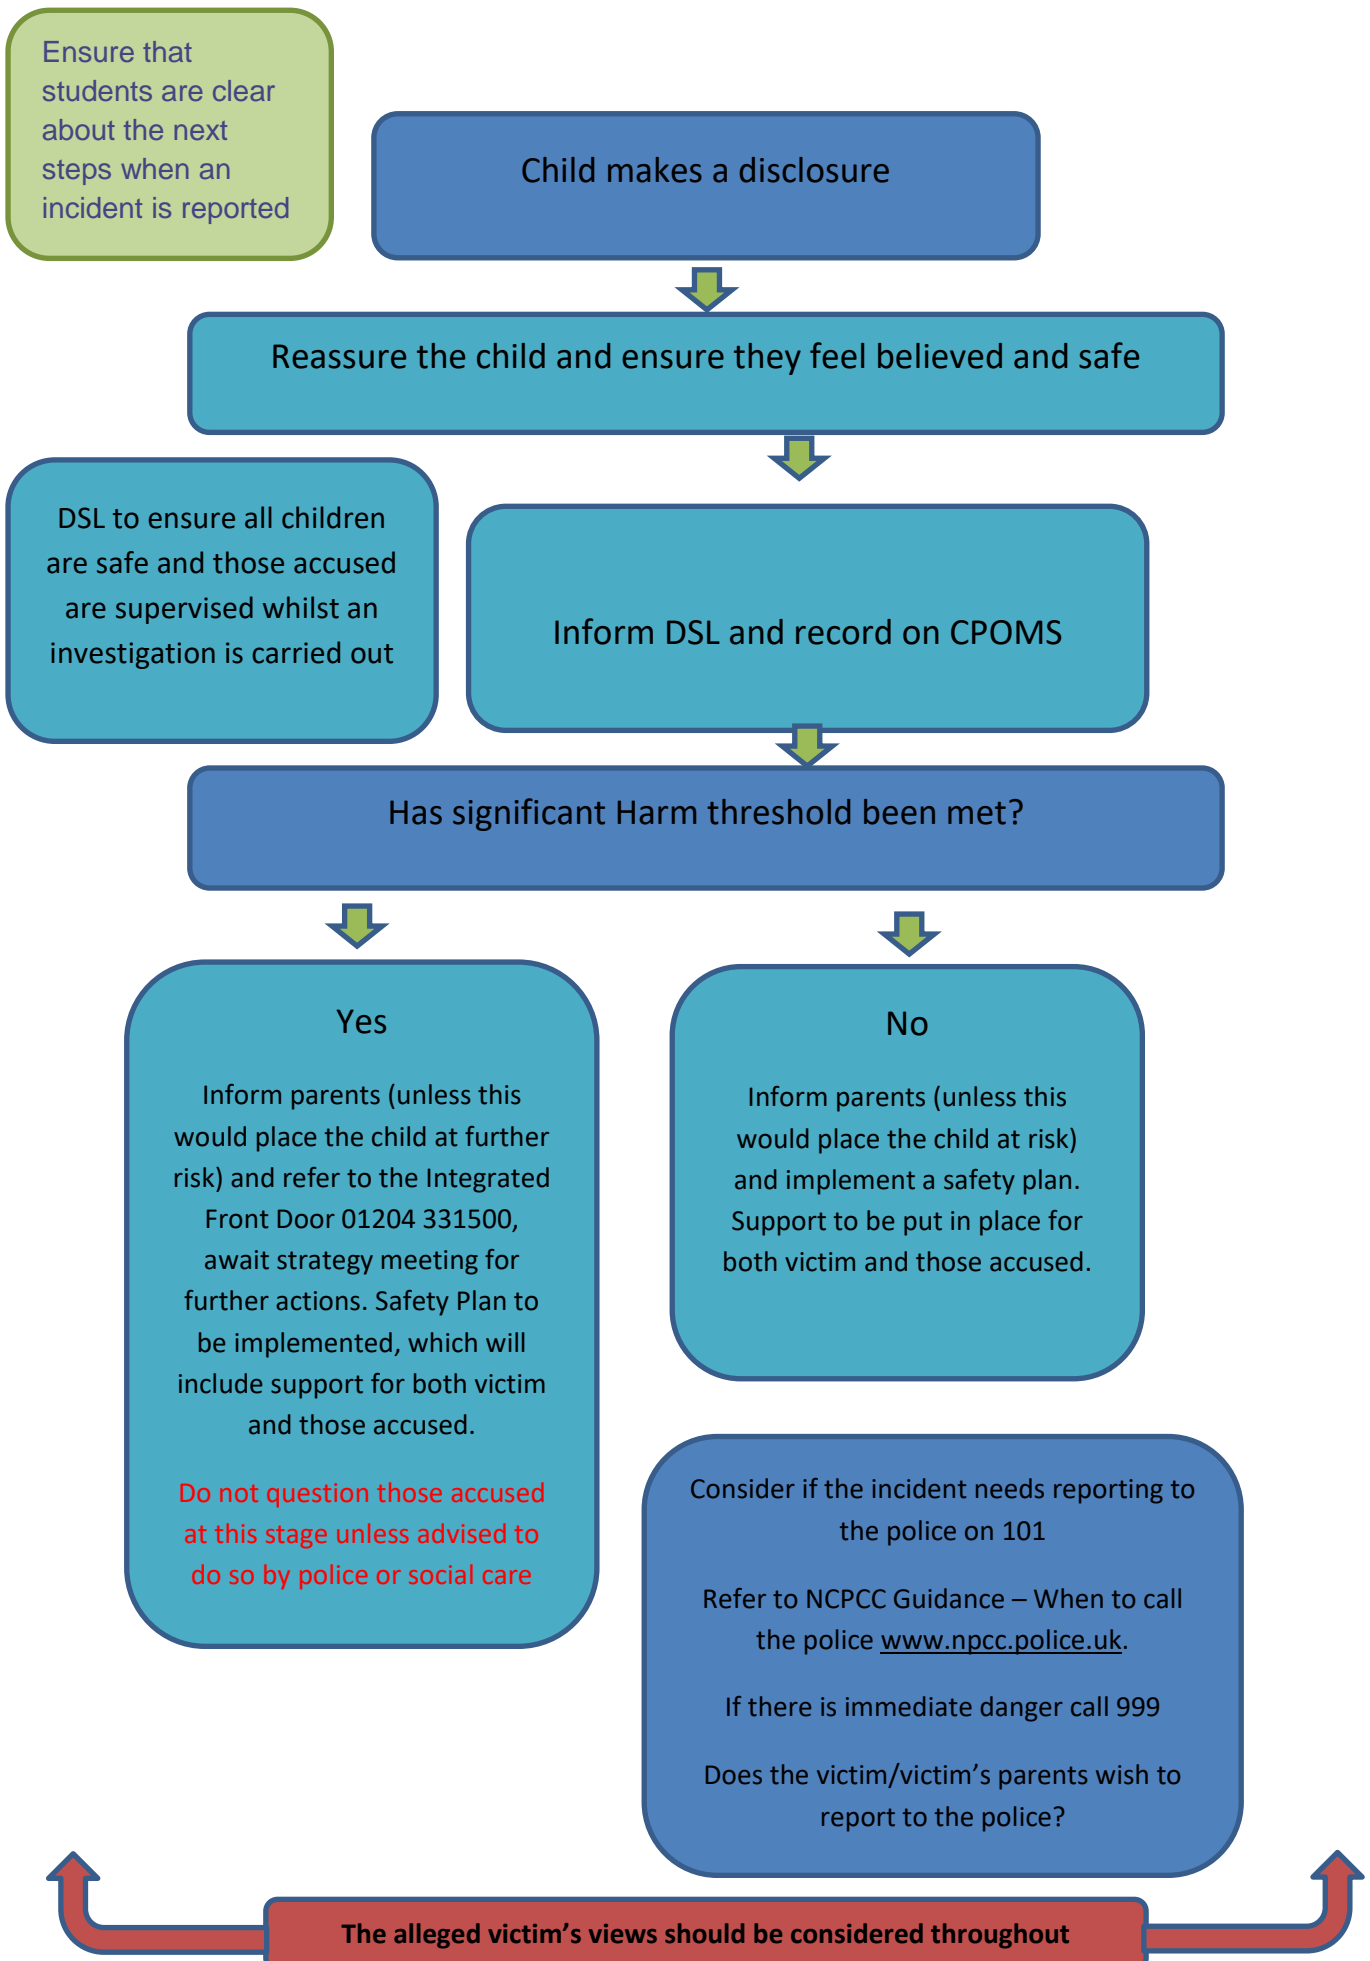 Ensure that
students are clear
about the next
steps when an
incident is reported
Child makes a disclosure
Reassure the child and ensure they feel believed and safe
DSL to ensure all children
are safe and those accused
are supervised whilst an
investigation is carried out
Inform DSL and record on CPOMS
Has significant Harm threshold been met?
Yes
Inform parents (unless this
would place the child at further
risk) and refer to the Integrated
Front Door 01204 331500,
await strategy meeting for
further actions. Safety Plan to
be implemented, which will
include support for both victim
and those accused.
Do not question those accused
at this stage unless advised to
do so by police or social care
No
Inform parents (unless this
would place the child at risk)
and implement a safety plan.
Support to be put in place for
both victim and those accused.
Consider if the incident needs reporting to
the police on 101
Refer to NCPCC Guidance – When to call
the police www.npcc.police.uk.
If there is immediate danger call 999
Does the victim/victim’s parents wish to
report to the police?
The alleged victim’s views should be considered throughout